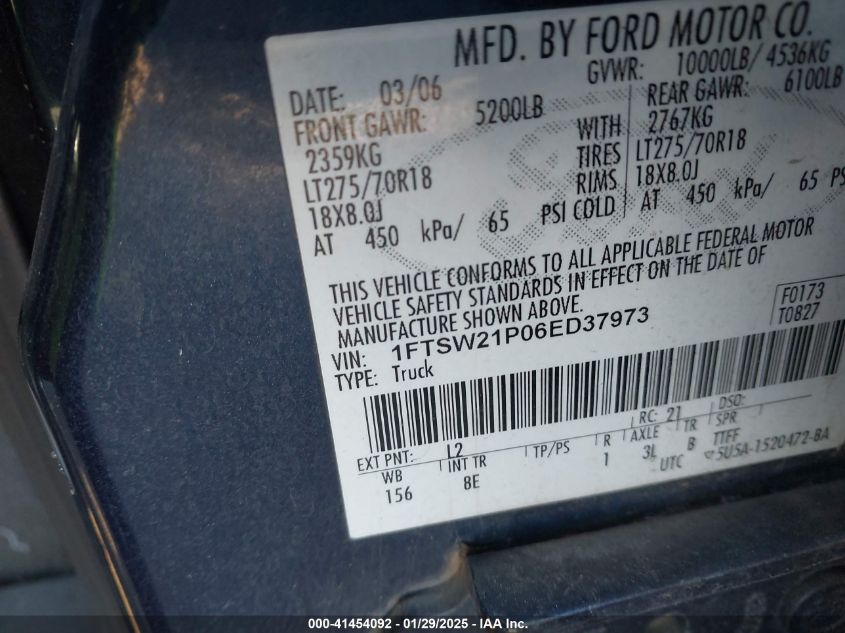 MFD. BY FORD MOTOR CO.
DATE: 03/06 GVWR: 10000LB/ 4536KG
FRONT GAWR: 5200LB REAR GAWR: 6100LB
2359KG WITH 2767KG
LT275/70R18 TIRES LT275/70R18
18X8.0J RIMS 18X8.0J
AT 450 kPa/ 65 PSI COLD AT 450 kPa/ 65 PS
THIS VEHICLE CONFORMS TO ALL APPLICABLE FEDERAL MOTOR
VEHICLE SAFETY STANDARDS IN EFFECT ON THE DATE OF
MANUFACTURE SHOWN ABOVE.
VIN: 1FTSW21P06ED37973 F0173
TYPE: Truck T0827
EXT PNT: L2 RC: 21 DSO:
WB INT TR TP/PS R AXLE TR SPR
156 8E 1 3L B TTFF
UTC 5U5A-1520472-BA
000-41454092 - 01/29/2025 - IAA Inc.